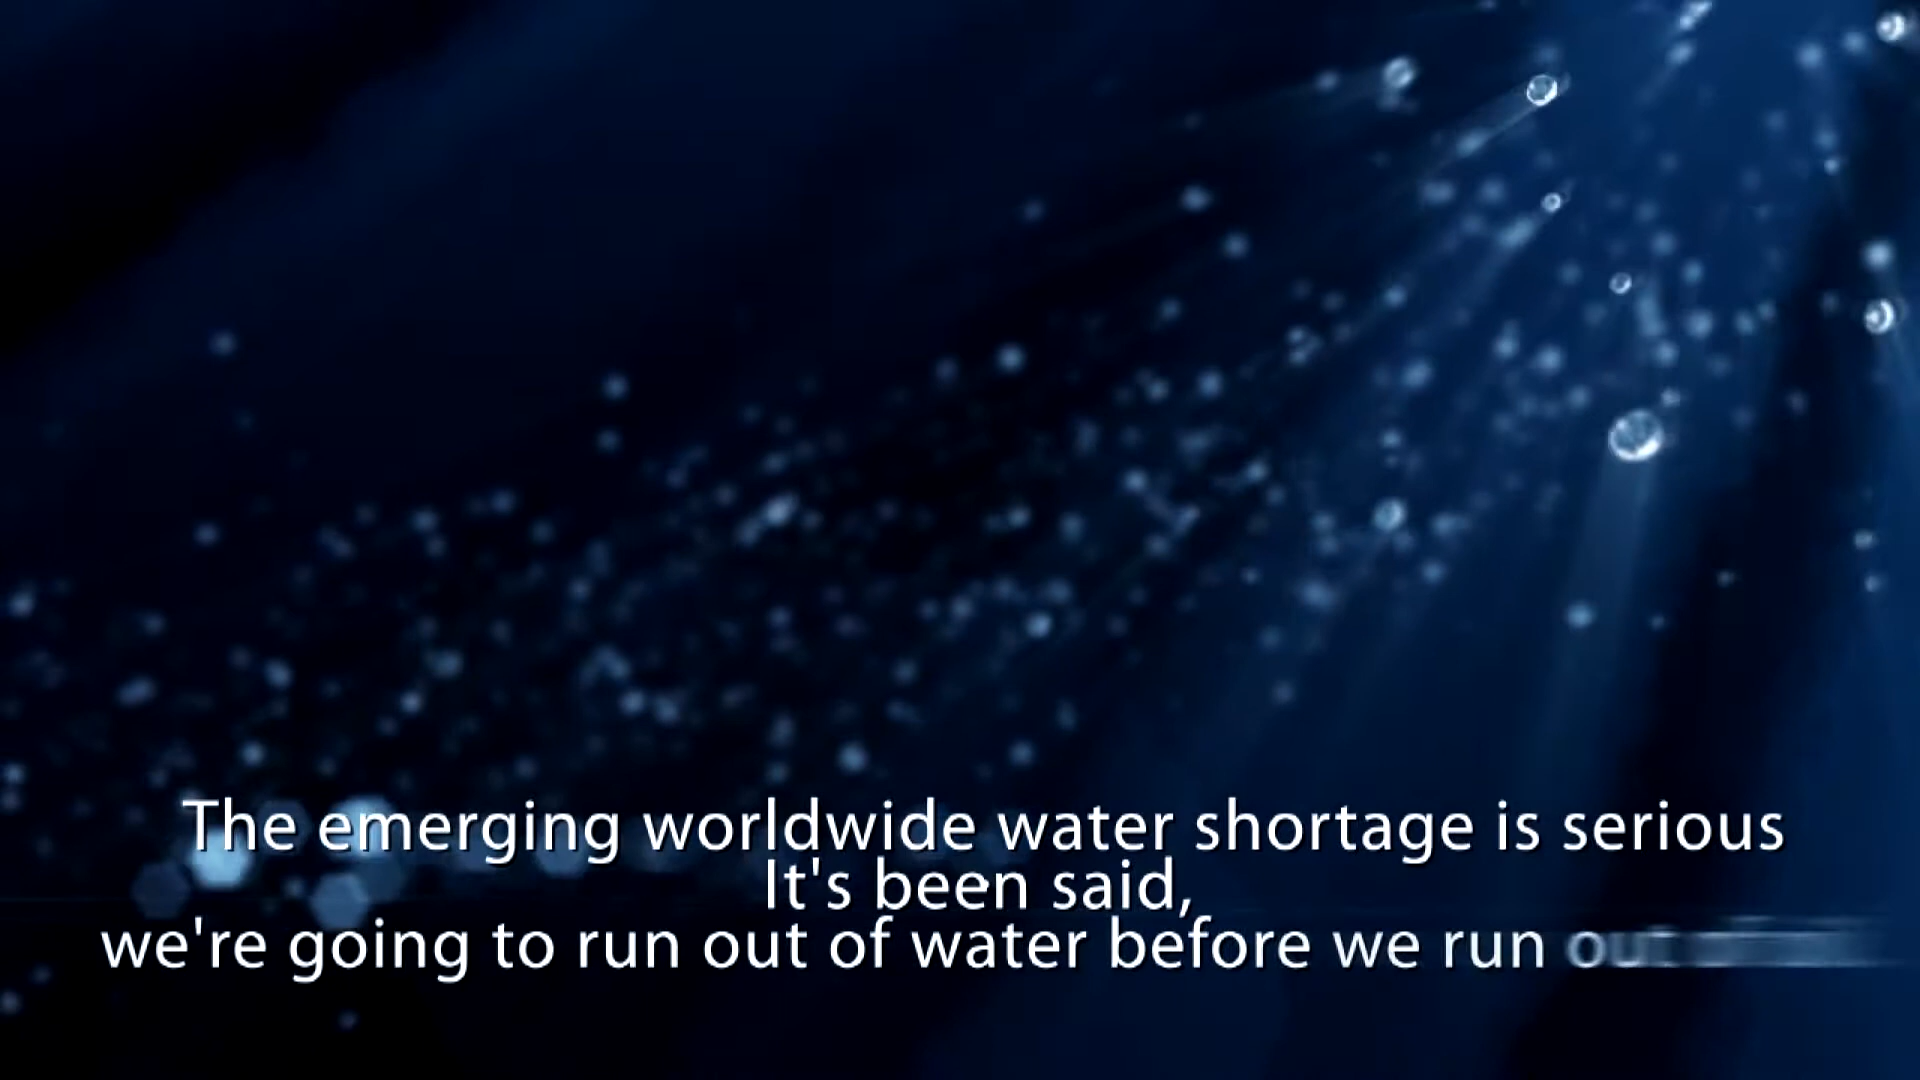 The emerging worldwide water shortage is serious
It's been said,
we're going to run out of water before we run out